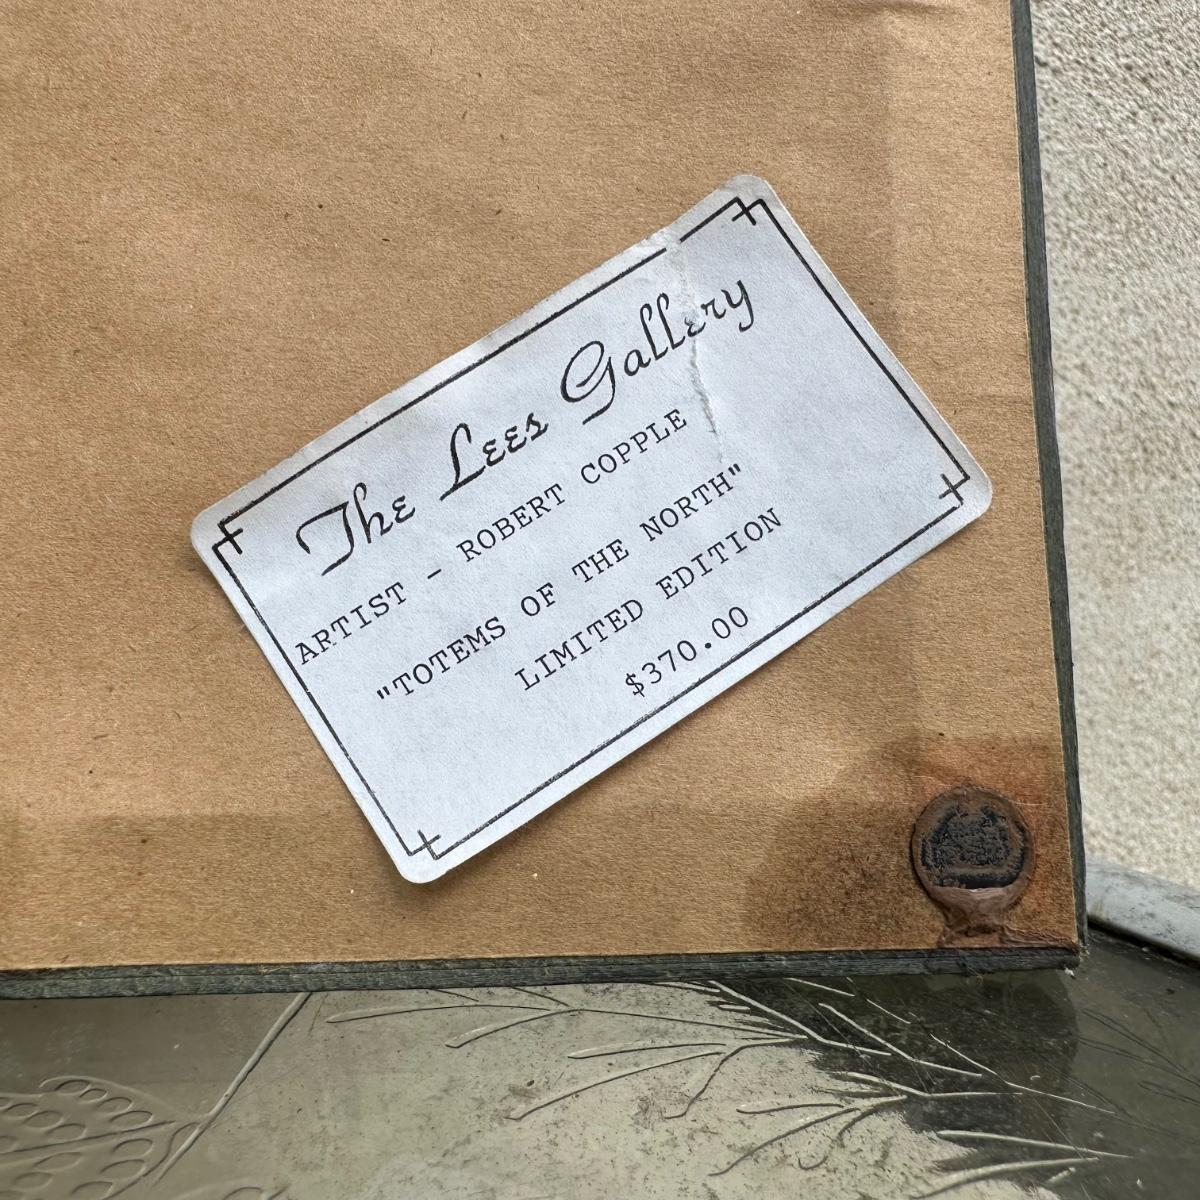 The Lees Gallery
ARTIST - ROBERT COPPLE
"TOTEMS OF THE NORTH"
LIMITED EDITION
$370.00